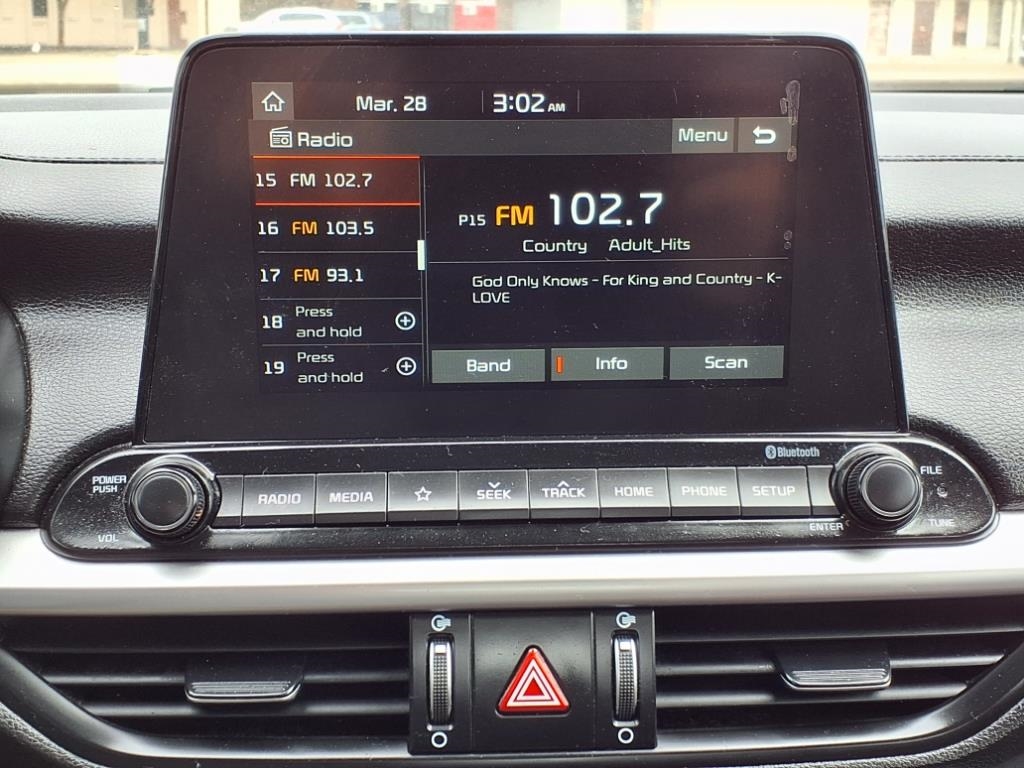 Mar. 28
3:02 AM
Radio
Menu
15 FM 102.7
16 FM 103.5
17 FM 93.1
18 Press and hold
19 Press and hold
P15 FM 102.7
Country Adult_Hits
God Only Knows - For King and Country - K-
LOVE
Band
Info
Scan
Bluetooth
POWER
PUSH
VOL
RADIO
MEDIA
SEEK
TRACK
HOME
PHONE
SETUP
FILE
TUNE
ENTER